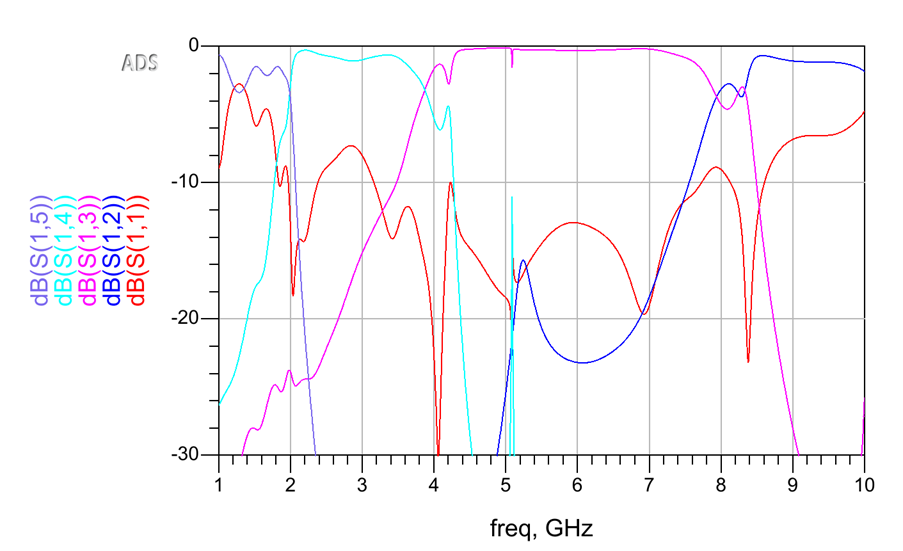 ADS
0
-10
-20
-30
1 2 3 4 5 6 7 8 9 10
freq, GHz
dB(S(1,5))
dB(S(1,4))
dB(S(1,3))
dB(S(1,2))
dB(S(1,1))